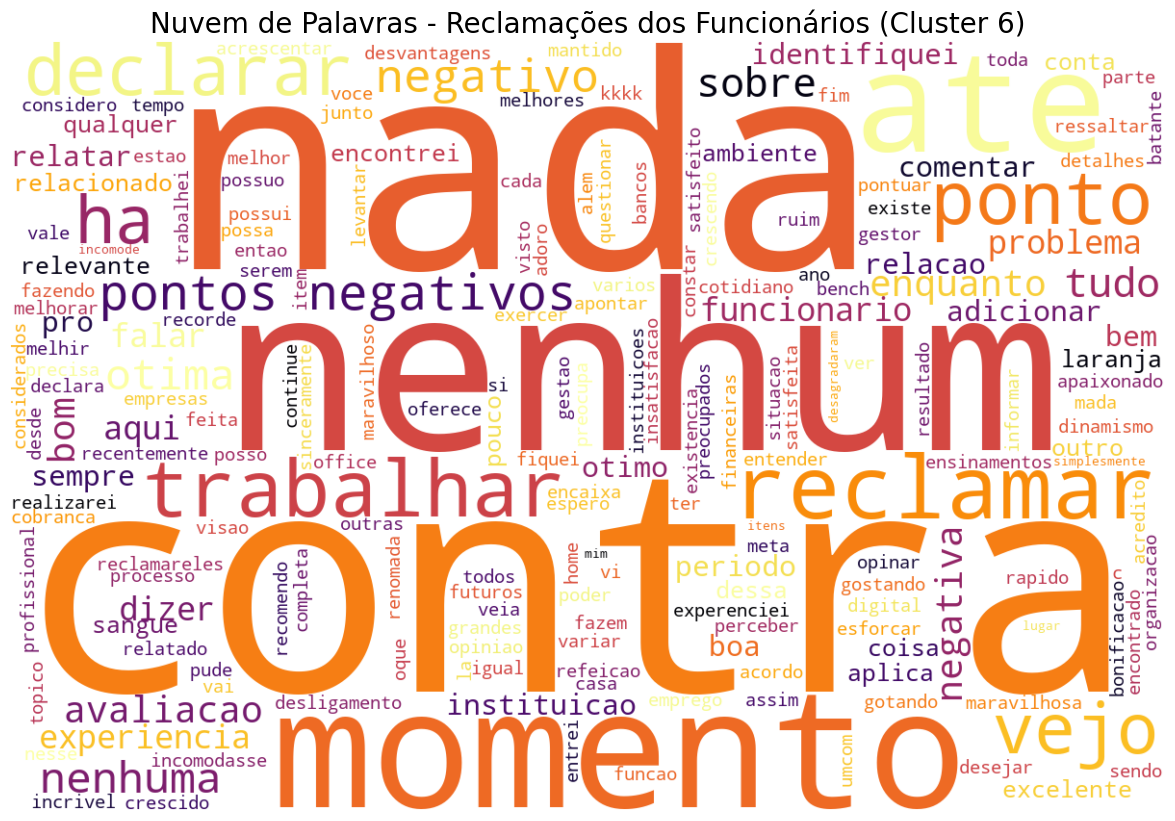 Nuvem de Palavras - Reclamações dos Funcionários (Cluster 6)
declarar
acrescentar
desvantagens
mantido
identifiquei
toda
conta
parte
negativo
sobre
ate
considero
tempo
voce
junto
melhores
kkkk
fim
qualquer
nada
ressaltar
batante
relatar
estao
melhor
encontrei
ambiente
comentar
detalhes
relacionado
possuo
cada
alem
questionar
bancos
satisfeito
crescendo
pontuar
ponto
ha
trabalhei
possui
possa
levantar
ruim
existe
vale
incomode
entao
visto
adoro
gestor
problema
relevante
serem
item
constar
ano
relacao
fazendo
pontos negativos
varios
cotidiano
bench
enquanto
tudo
melhorar
pro
recorde
exercer
apontar
funcionario
adicionar
falar
nenhum
bem
melhir
laranja
considerados
precisa
otima
continue
sinceramente
maravilhoso
si
gestao
preocupa
instituiçoes
insatisfacao
situacao
satisfeita
desagradaram
ver
resultado
informar
apaixonado
declara
empresas
oferece
mada
desde
bom
feita
pouco
existencia
preocupados
financeiras
dinamismo
aqui
recentemente
posso
office
fiquei
otimo
entender
ensinamentos
outro
simplesmente
sempre
trabalhar
encaixa
espero
ter
reclamar
realizarei
cobranca
visao
outras
contra
itens
acredito
profissional
reclamareles
processo
recomendo
completa
renomada
mim
home
vi
meta
periodo
opinar
negativa
rapido
organizacao
todos
futuros
poder
dessa
gostando
dizer
veia
fazem
experenciei
digital
sangue
grandes
variar
perceber
esforcar
lugar
relatado
opiniao
la
igual
oque
boa
coisa
bonificacao
encontrado
topico
pude
vai
refeicao
casa
acordo
aplica
desligamento
emprego
assim
gotando
maravilhosa
avaliacao
instituicao
experiencia
momento
vejo
nesse
incomodasse
entrei
umcom
desejar
sendo
nenhuma
funcao
incrivel
crescido
excelente